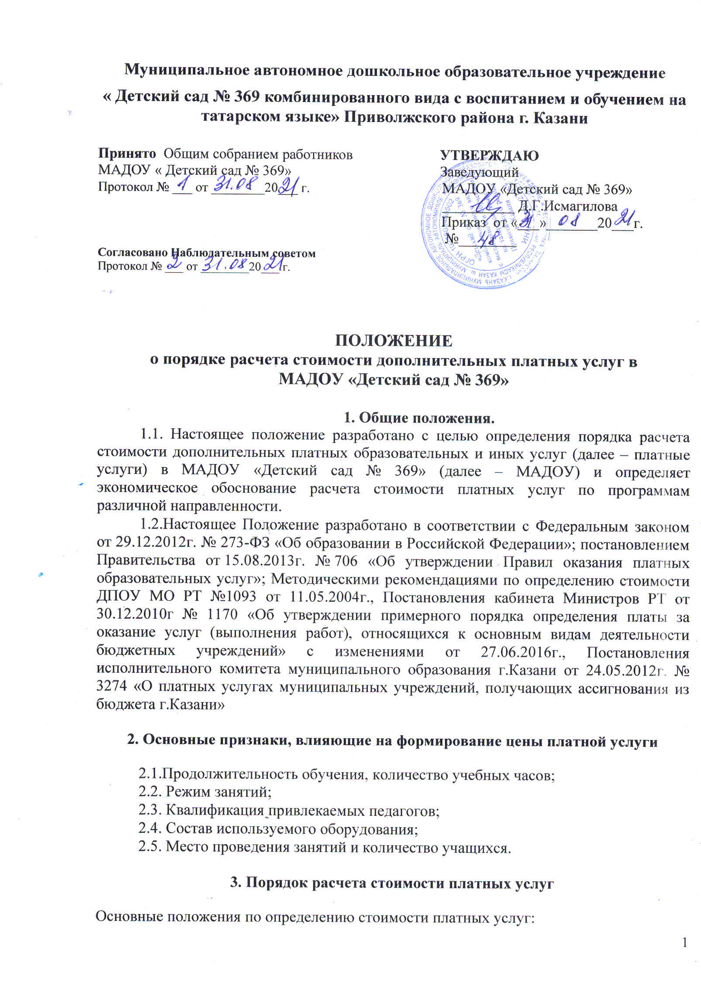 Муниципальное автономное дошкольное образовательное учреждение
« Детский сад № 369 комбинированного вида с воспитанием и обучением на
татарском языке» Приволжского района г. Казани
Принято Общим собранием работников
МАДОУ « Детский сад № 369»
Протокол № 1 от 31.08 2021 г.
УТВЕРЖДАЮ
Заведующий
МАДОУ «Детский сад № 369»
Д.Г.Исмагилова
Приказ от «31» 08 2021г.
№ 48
Согласовано Наблюдательным советом
Протокол № 2 от 31.08 2021г.
ПОЛОЖЕНИЕ
о порядке расчета стоимости дополнительных платных услуг в
МАДОУ «Детский сад № 369»
1. Общие положения.
1.1. Настоящее положение разработано с целью определения порядка расчета
стоимости дополнительных платных образовательных и иных услуг (далее – платные
услуги) в МАДОУ «Детский сад № 369» (далее – МАДОУ) и определяет
экономическое обоснование расчета стоимости платных услуг по программам
различной направленности.
1.2.Настоящее Положение разработано в соответствии с Федеральным законом
от 29.12.2012г. № 273-ФЗ «Об образовании в Российской Федерации»; постановлением
Правительства от 15.08.2013г. № 706 «Об утверждении Правил оказания платных
образовательных услуг»; Методическими рекомендациями по определению стоимости
ДПОУ МО РТ №1093 от 11.05.2004г., Постановления кабинета Министров РТ от
30.12.2010г № 1170 «Об утверждении примерного порядка определения платы за
оказание услуг (выполнения работ), относящихся к основным видам деятельности
бюджетных учреждений» с изменениями от 27.06.2016г., Постановления
исполнительного комитета муниципального образования г.Казани от 24.05.2012г. №
3274 «О платных услугах муниципальных учреждений, получающих ассигнования из
бюджета г.Казани»
2. Основные признаки, влияющие на формирование цены платной услуги
2.1.Продолжительность обучения, количество учебных часов;
2.2. Режим занятий;
2.3. Квалификация привлекаемых педагогов;
2.4. Состав используемого оборудования;
2.5. Место проведения занятий и количество учащихся.
3. Порядок расчета стоимости платных услуг
Основные положения по определению стоимости платных услуг:
1